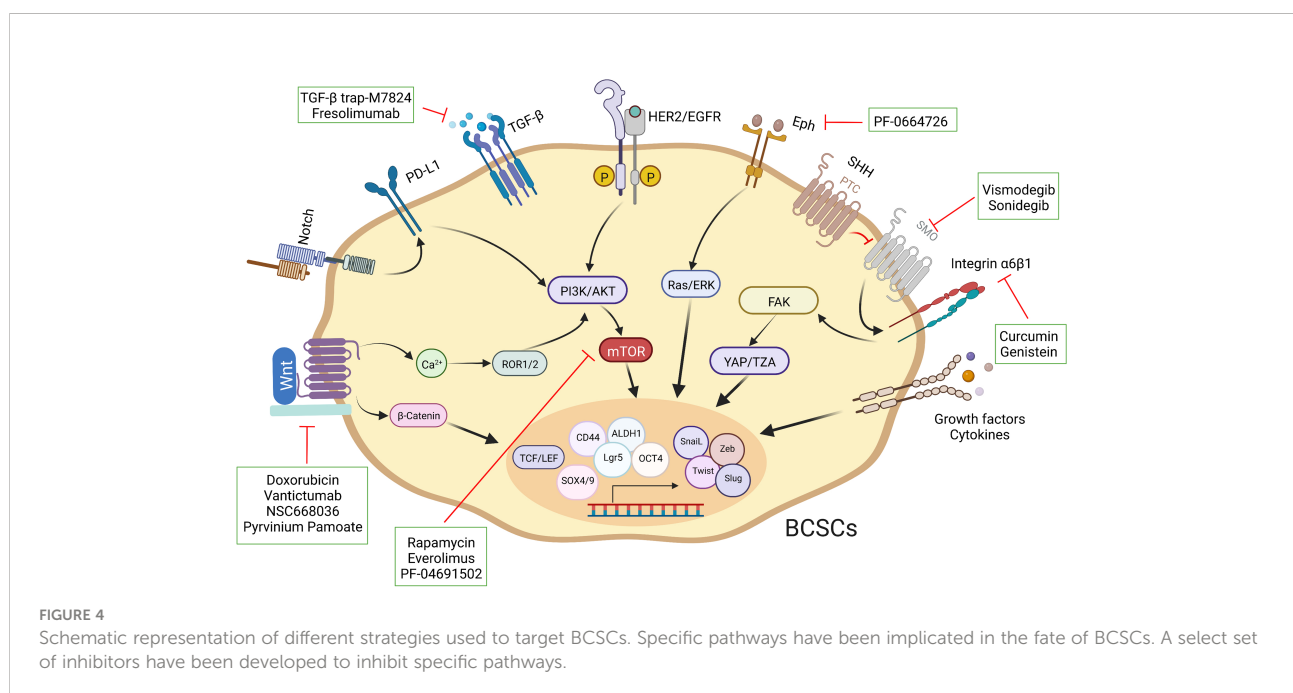 TGF-β trap-M7824
Fresolimumab
TGF-β
HER2/EGFR
P
P
Eph
PF-0664726
PD-L1
SHH
PTC
SMO
Vismodegib
Sonidegib
Notch
Integrin α6β1
PI3K/AKT
Ras/ERK
FAK
Curcumin
Genistein
mTOR
YAP/TZA
Wnt
Ca²⁺
ROR1/2
β-Catenin
Growth factors
Cytokines
TCF/LEF
CD44
ALDH1
Lgr5
OCT4
SOX4/9
SnaiL
Zeb
Twist
Slug
BCSCs
Doxorubicin
Vantictumab
NSC668036
Pyrvinium Pamoate
Rapamycin
Everolimus
PF-04691502
FIGURE 4
Schematic representation of different strategies used to target BCSCs. Specific pathways have been implicated in the fate of BCSCs. A select set
of inhibitors have been developed to inhibit specific pathways.